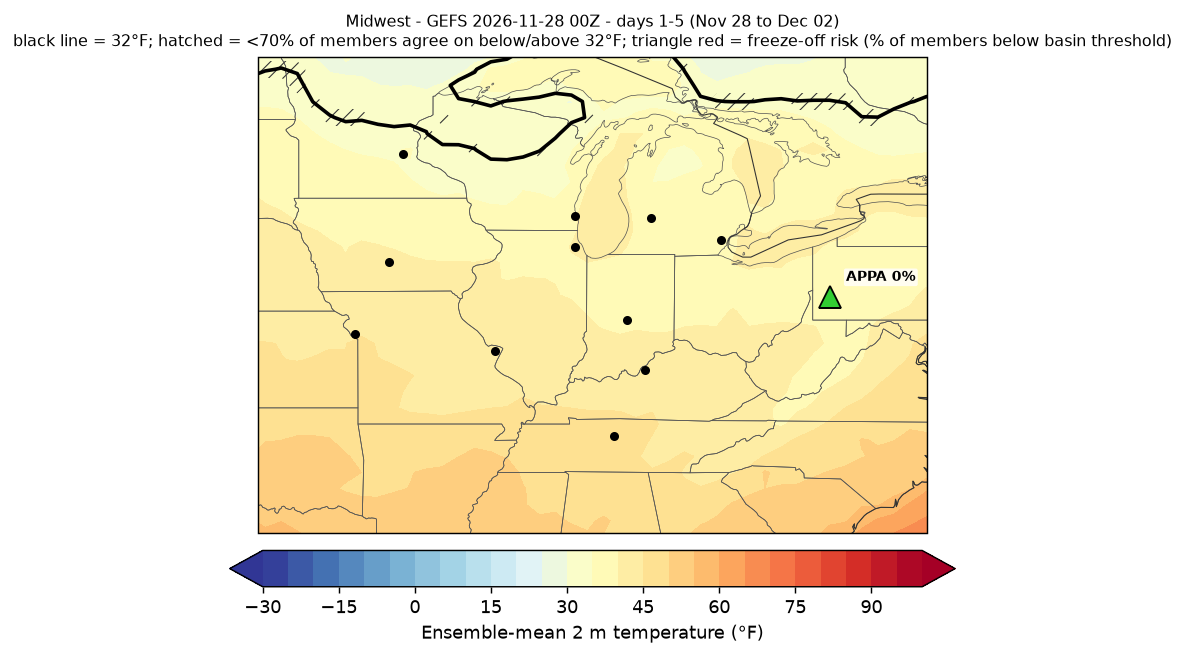 Midwest - GEFS 2026-11-28 00Z - days 1-5 (Nov 28 to Dec 02)
black line = 32°F; hatched = <70% of members agree on below/above 32°F; triangle red = freeze-off risk (% of members below basin threshold)
APPA 0%
−30 −15 0 15 30 45 60 75 90
Ensemble-mean 2 m temperature (°F)